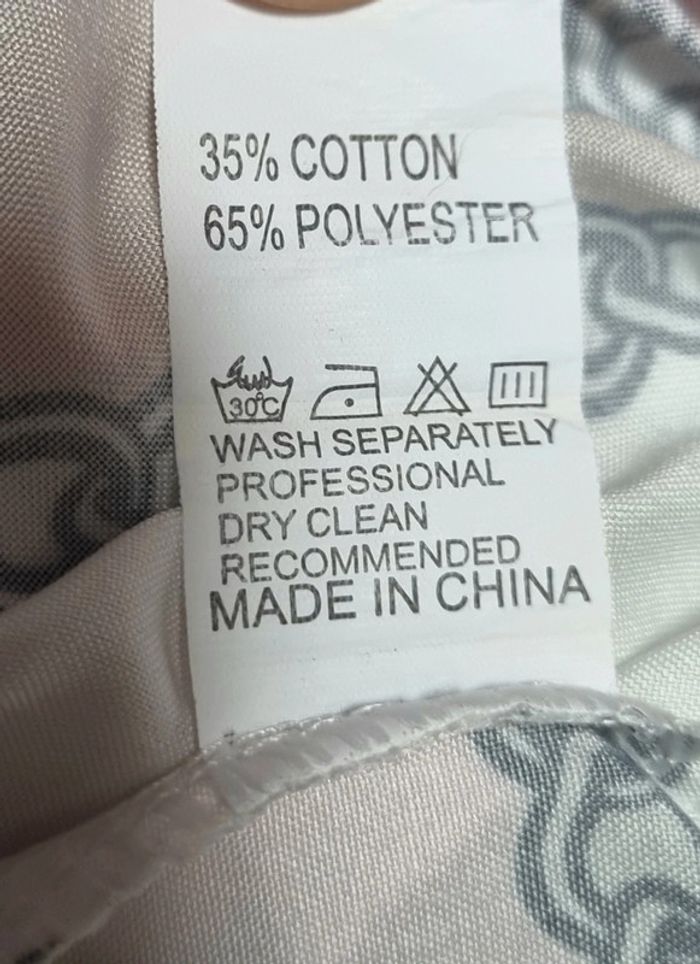 35% COTTON
65% POLYESTER
30°C
WASH SEPARATELY
PROFESSIONAL
DRY CLEAN
RECOMMENDED
MADE IN CHINA